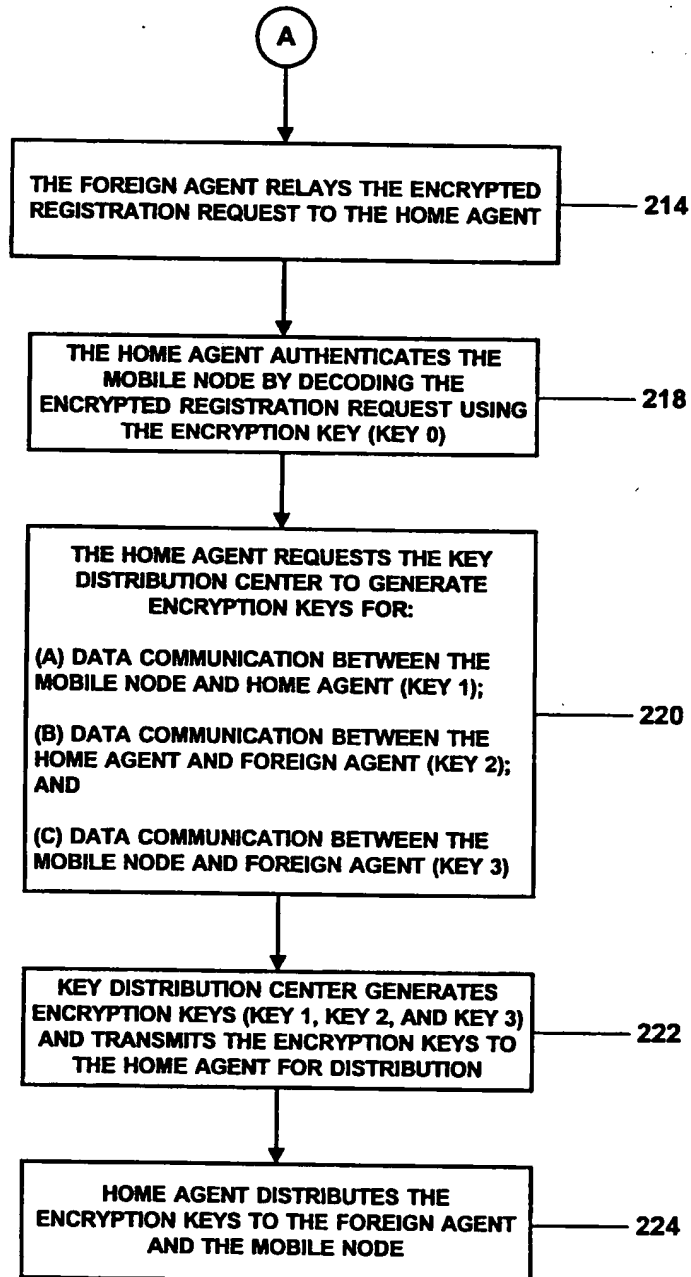 A
THE FOREIGN AGENT RELAYS THE ENCRYPTED
REGISTRATION REQUEST TO THE HOME AGENT
214
THE HOME AGENT AUTHENTICATES THE
MOBILE NODE BY DECODING THE
ENCRYPTED REGISTRATION REQUEST USING
THE ENCRYPTION KEY (KEY 0)
218
THE HOME AGENT REQUESTS THE KEY
DISTRIBUTION CENTER TO GENERATE
ENCRYPTION KEYS FOR:
(A) DATA COMMUNICATION BETWEEN THE
MOBILE NODE AND HOME AGENT (KEY 1);
(B) DATA COMMUNICATION BETWEEN THE
HOME AGENT AND FOREIGN AGENT (KEY 2);
AND
(C) DATA COMMUNICATION BETWEEN THE
MOBILE NODE AND FOREIGN AGENT (KEY 3)
220
KEY DISTRIBUTION CENTER GENERATES
ENCRYPTION KEYS (KEY 1, KEY 2, AND KEY 3)
AND TRANSMITS THE ENCRYPTION KEYS TO
THE HOME AGENT FOR DISTRIBUTION
222
HOME AGENT DISTRIBUTES THE
ENCRYPTION KEYS TO THE FOREIGN AGENT
AND THE MOBILE NODE
224